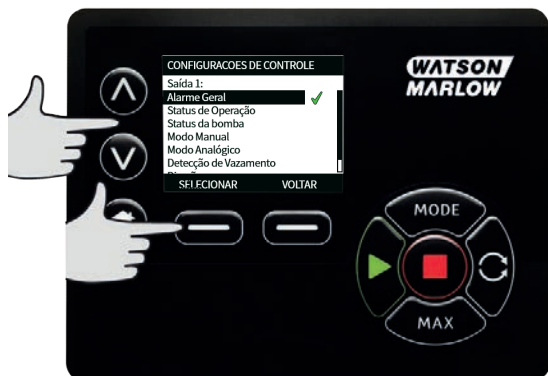 CONFIGURACOES DE CONTROLE
Saída 1:
Alarme Geral
Status de Operação
Status da bomba
Modo Manual
Modo Analógico
Detecção de Vazamento
SELECIONAR VOLTAR
WATSON
MARLOW
MODE
MAX